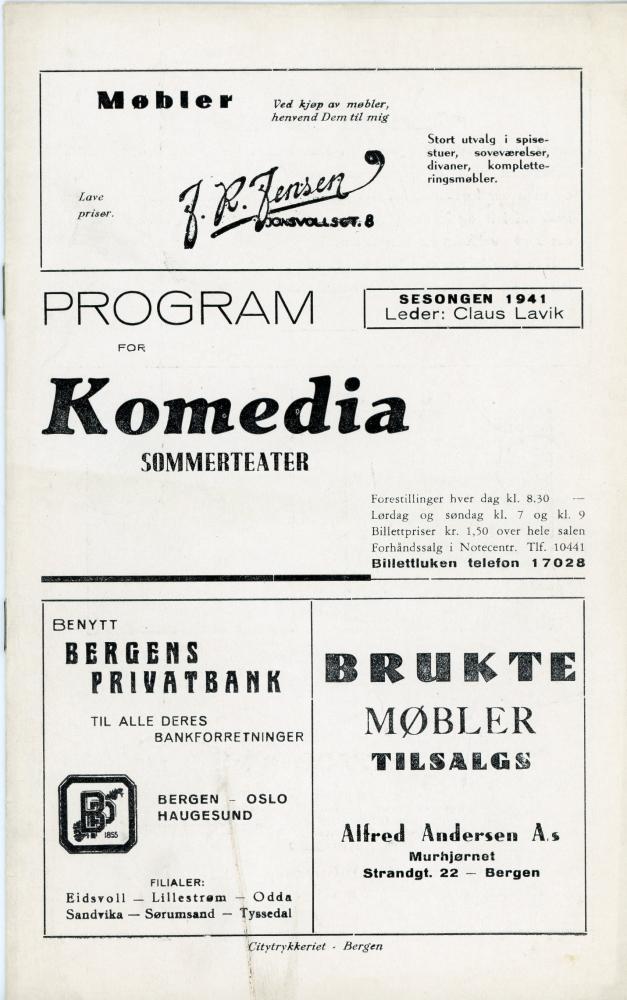 Møbler
Ved kjøp av møbler,
henvend Dem til mig
Stort utvalg i spise-
stuer, soveværelser,
divaner, komplette-
ringsmøbler.
Lave
priser.
J. R. Jensen
JONSVOLLSGT. 8
PROGRAM
SESONGEN 1941
Leder: Claus Lavik
FOR
Komedia
SOMMERTEATER
Forestillinger hver dag kl. 8.30 —
Lørdag og søndag kl. 7 og kl. 9
Billettpriser kr. 1,50 over hele salen
Forhåndssalg i Notecentr. Tlf. 10441
Billettluken telefon 17028
BENYTT
BERGENS
PRIVATBANK
TIL ALLE DERES
BANKFORRETNINGER
BP
1855
BERGEN – OSLO
HAUGESUND
FILIALER:
Eidsvoll — Lillestrøm — Odda
Sandvika — Sørumsand — Tyssedal
BRUKTE
MØBLER
TILSALGS
Alfred Andersen A.s
Murhjørnet
Strandgt. 22 — Bergen
Citytrykkeriet - Bergen